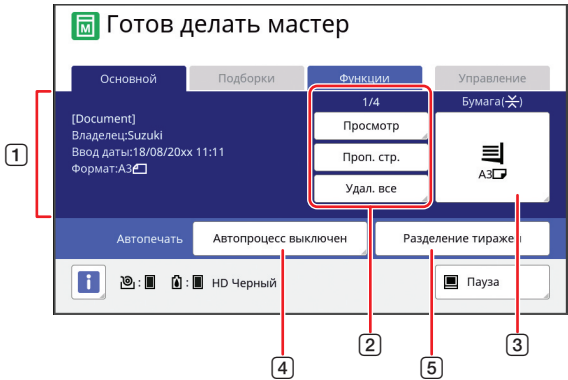 Готов делать мастер
Основной
Подборки
Функции
Управление
1
[Document]
Владелец:Suzuki
Ввод даты:18/08/20xx 11:11
Формат:A3
1/4
Просмотр
Проп. стр.
Удал. все
Бумага( )
A3
Автопечать
Автопроцесс выключен
Разделение тиражей
i
: : HD Черный
Пауза
2
3
4
5